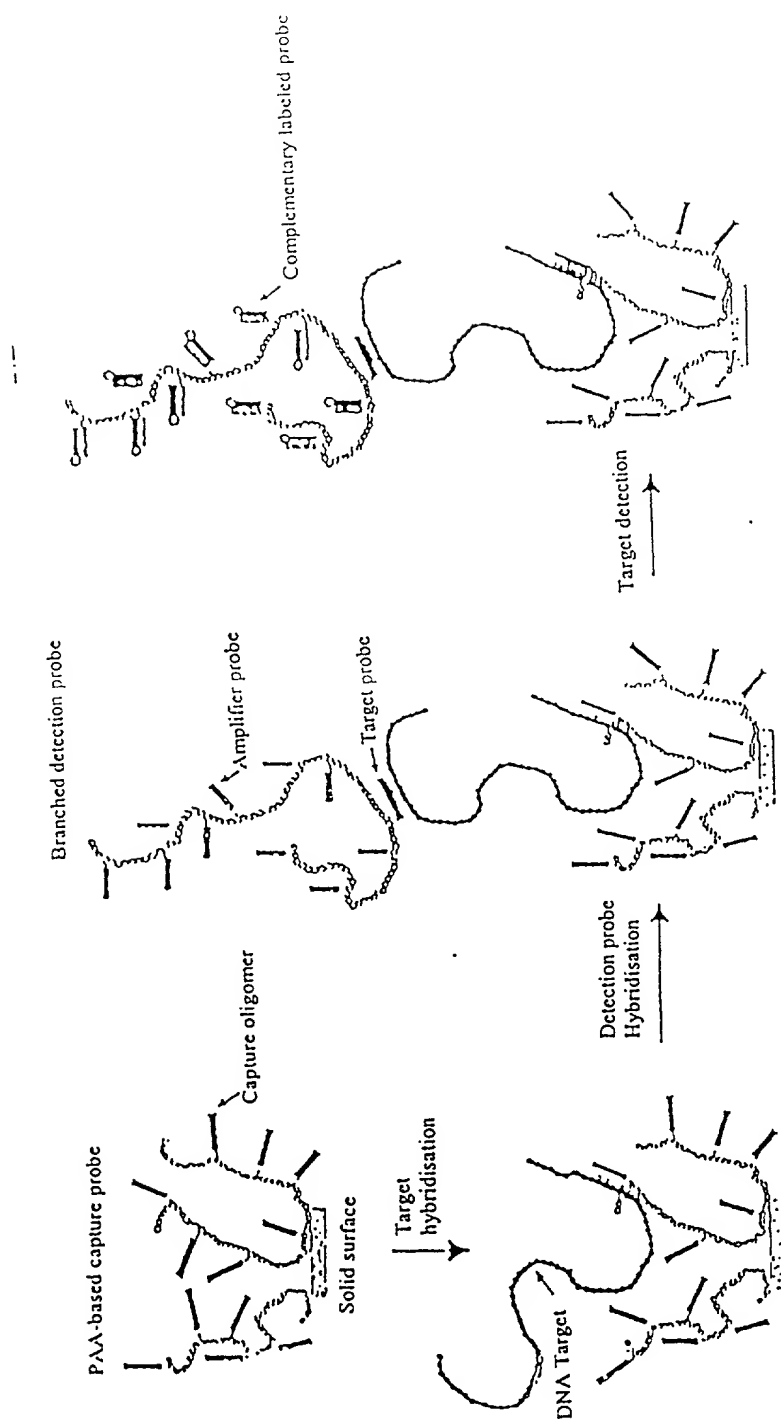 PAA-based capture probe
Capture oligomer
Solid surface
Target
hybridisation
DNA Target
Detection probe
Hybridisation
Branched detection probe
Amplifier probe
Target probe
Target detection
Complementary labeled probe